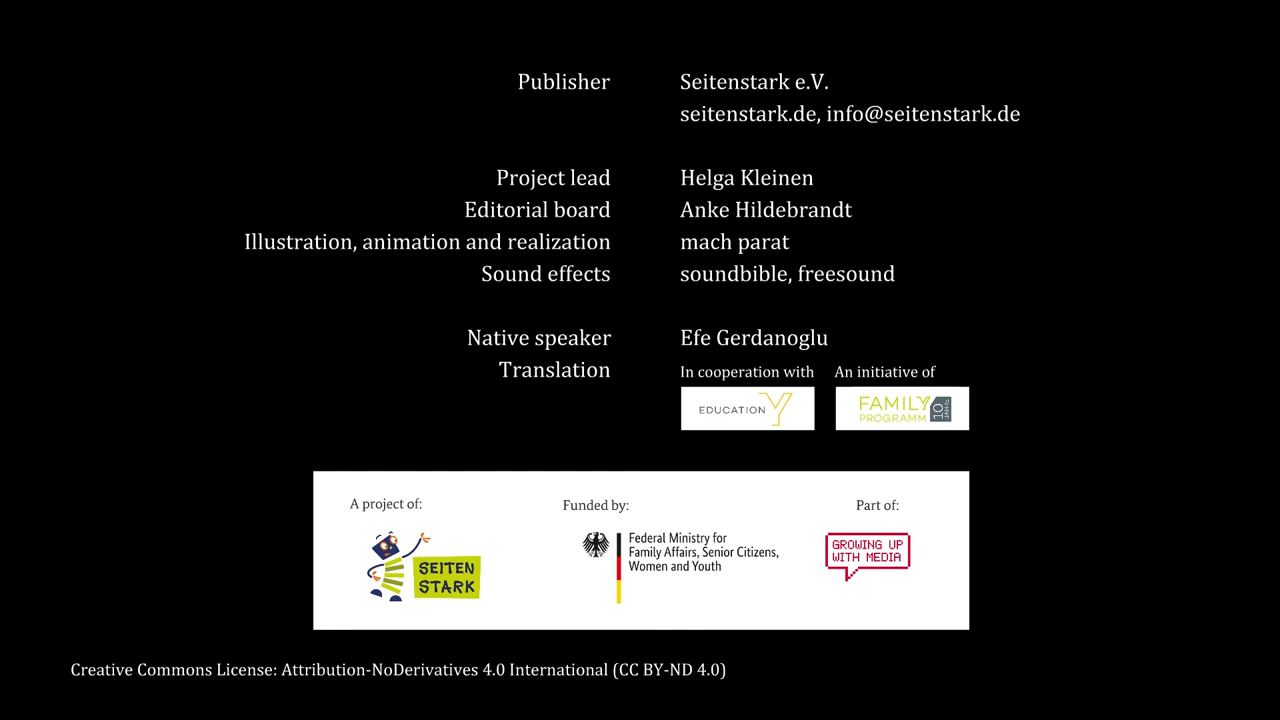 Publisher Seitenstark e.V.
seitenstark.de, info@seitenstark.de
Project lead Helga Kleinen
Editorial board Anke Hildebrandt
Illustration, animation and realization mach parat
Sound effects soundbible, freesound
Native speaker Efe Gerdanoglu
Translation In cooperation with An initiative of
EDUCATION Y
FAMILY
PROGRAMM
10 JAHRE
A project of: Funded by: Part of:
SEITEN
STARK
Federal Ministry for
Family Affairs, Senior Citizens,
Women and Youth
GROWING UP
WITH MEDIA
Creative Commons License: Attribution-NoDerivatives 4.0 International (CC BY-ND 4.0)